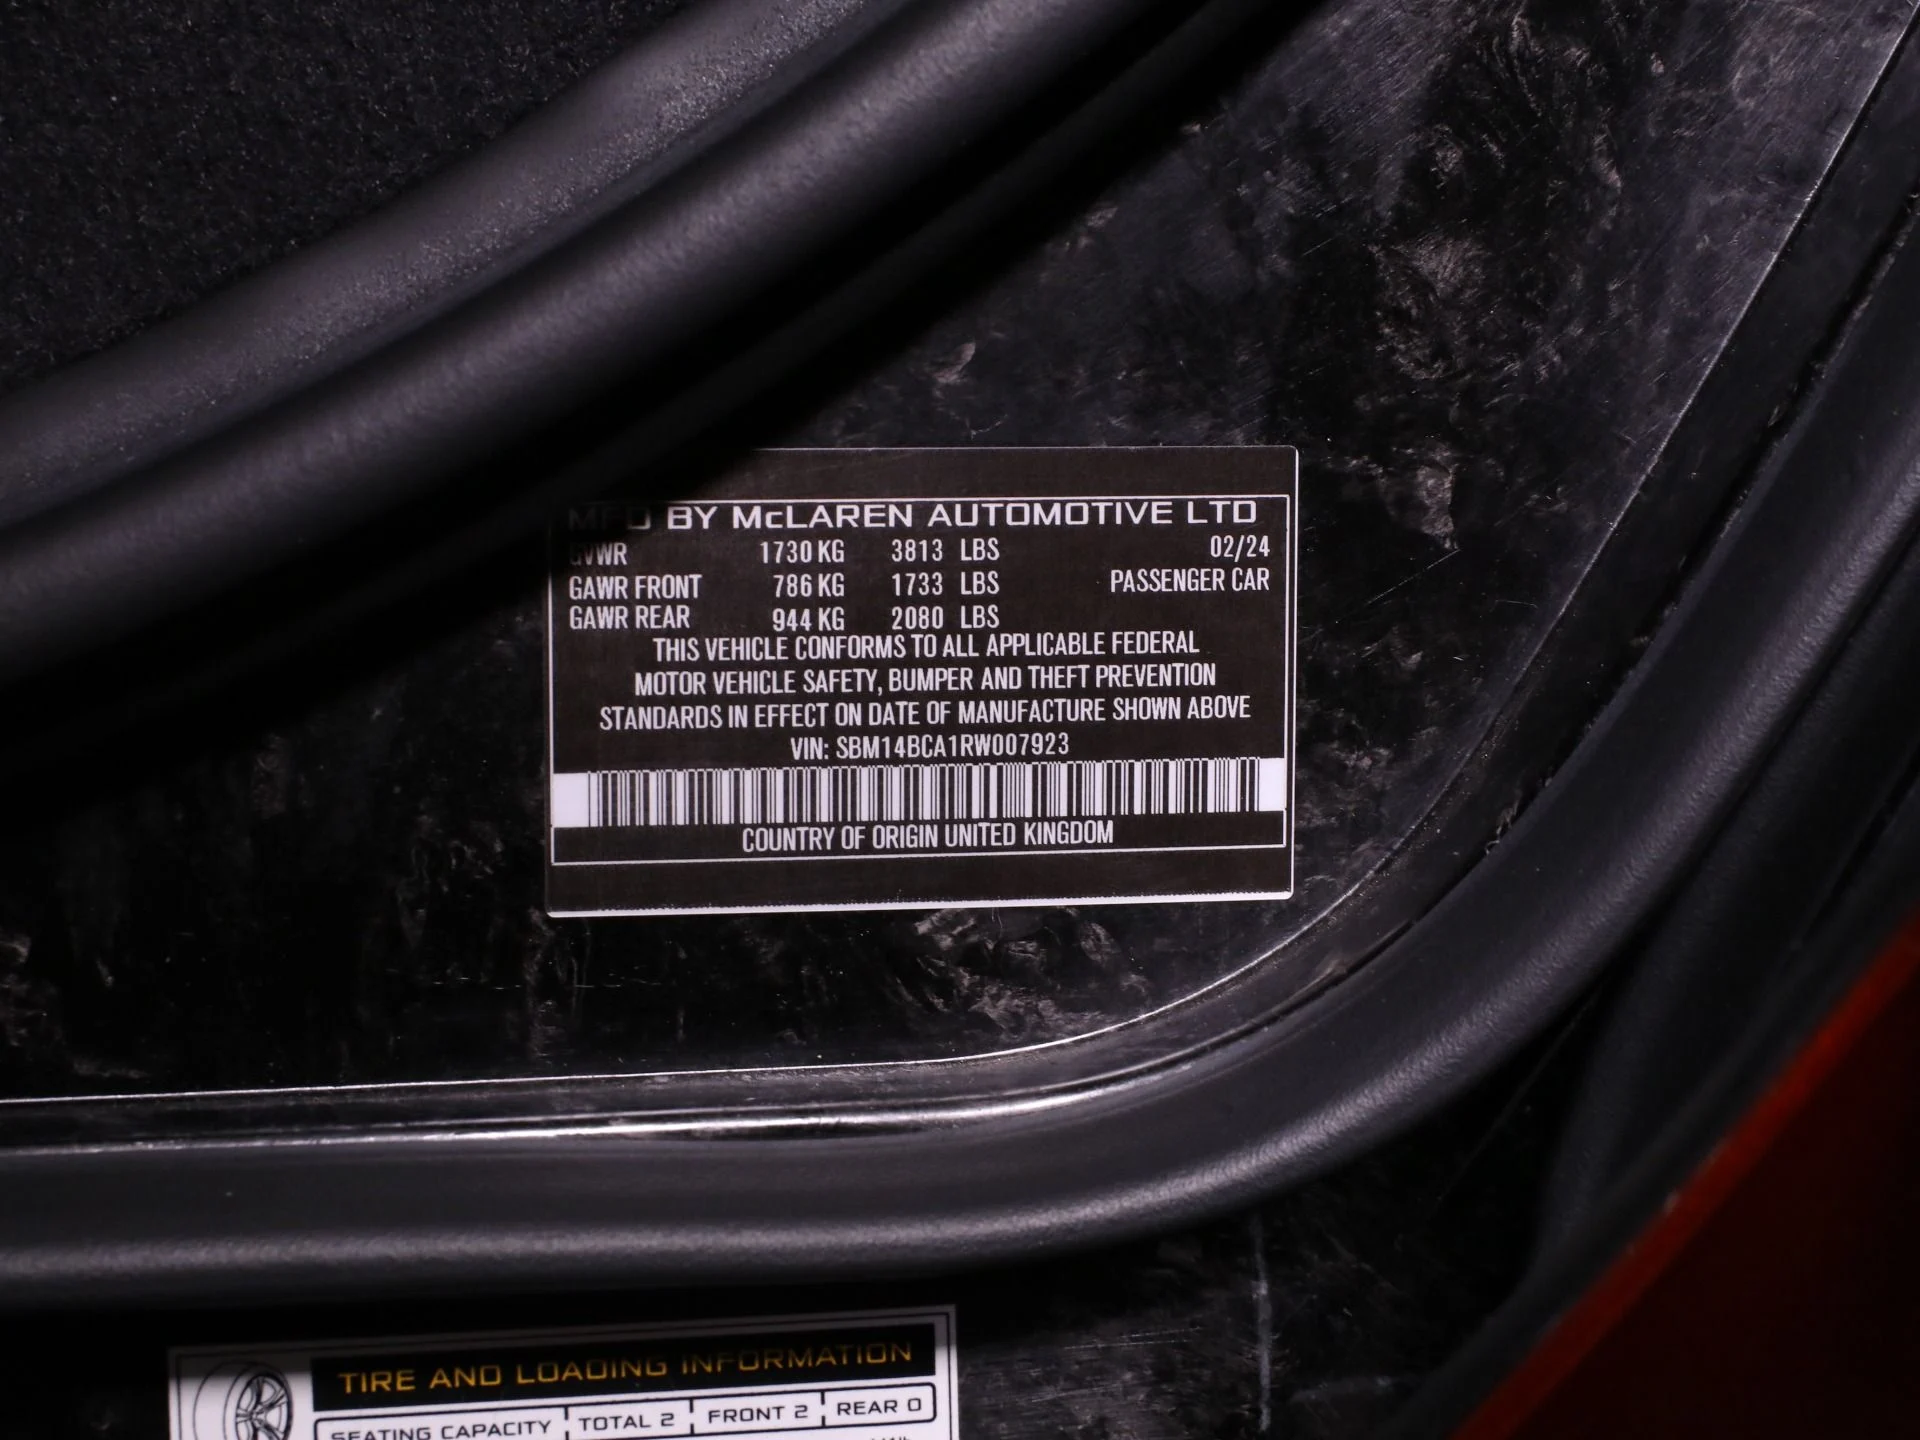 MFD BY McLAREN AUTOMOTIVE LTD
GVWR 1730 KG 3813 LBS 02/24
GAWR FRONT 786 KG 1733 LBS PASSENGER CAR
GAWR REAR 944 KG 2080 LBS
THIS VEHICLE CONFORMS TO ALL APPLICABLE FEDERAL
MOTOR VEHICLE SAFETY, BUMPER AND THEFT PREVENTION
STANDARDS IN EFFECT ON DATE OF MANUFACTURE SHOWN ABOVE
VIN: SBM14BCA1RW007923
COUNTRY OF ORIGIN UNITED KINGDOM
TIRE AND LOADING INFORMATION
SEATING CAPACITY TOTAL 2 FRONT 2 REAR 0